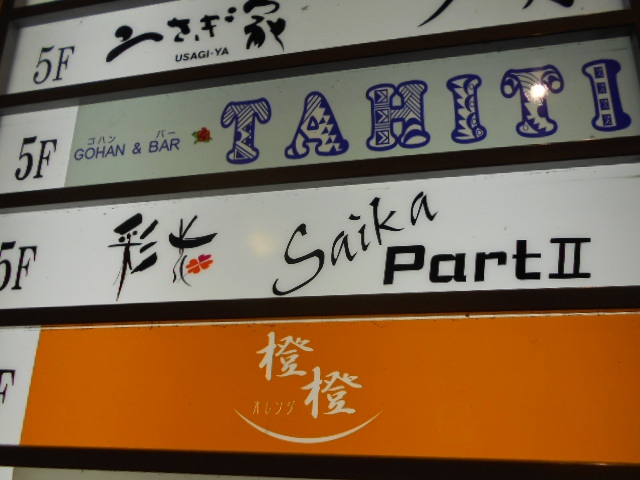 5F うさぎ家
USAGI-YA
5F ゴハン バー
GOHAN & BAR TAHITI
5F 彩花 Saika
Part II
F 橙
オレンジ 橙